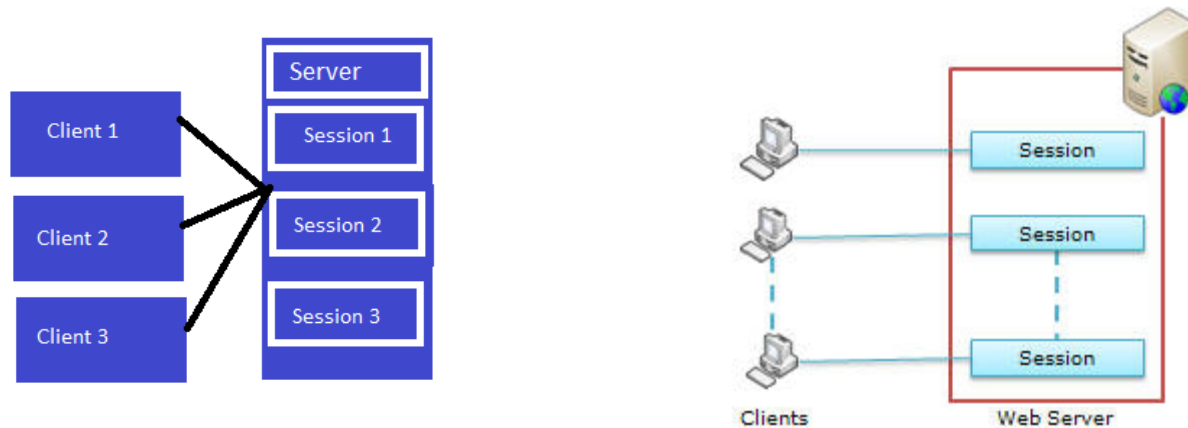 Server
Client 1
Session 1
Client 2
Session 2
Client 3
Session 3
Session
Session
Session
Clients
Web Server